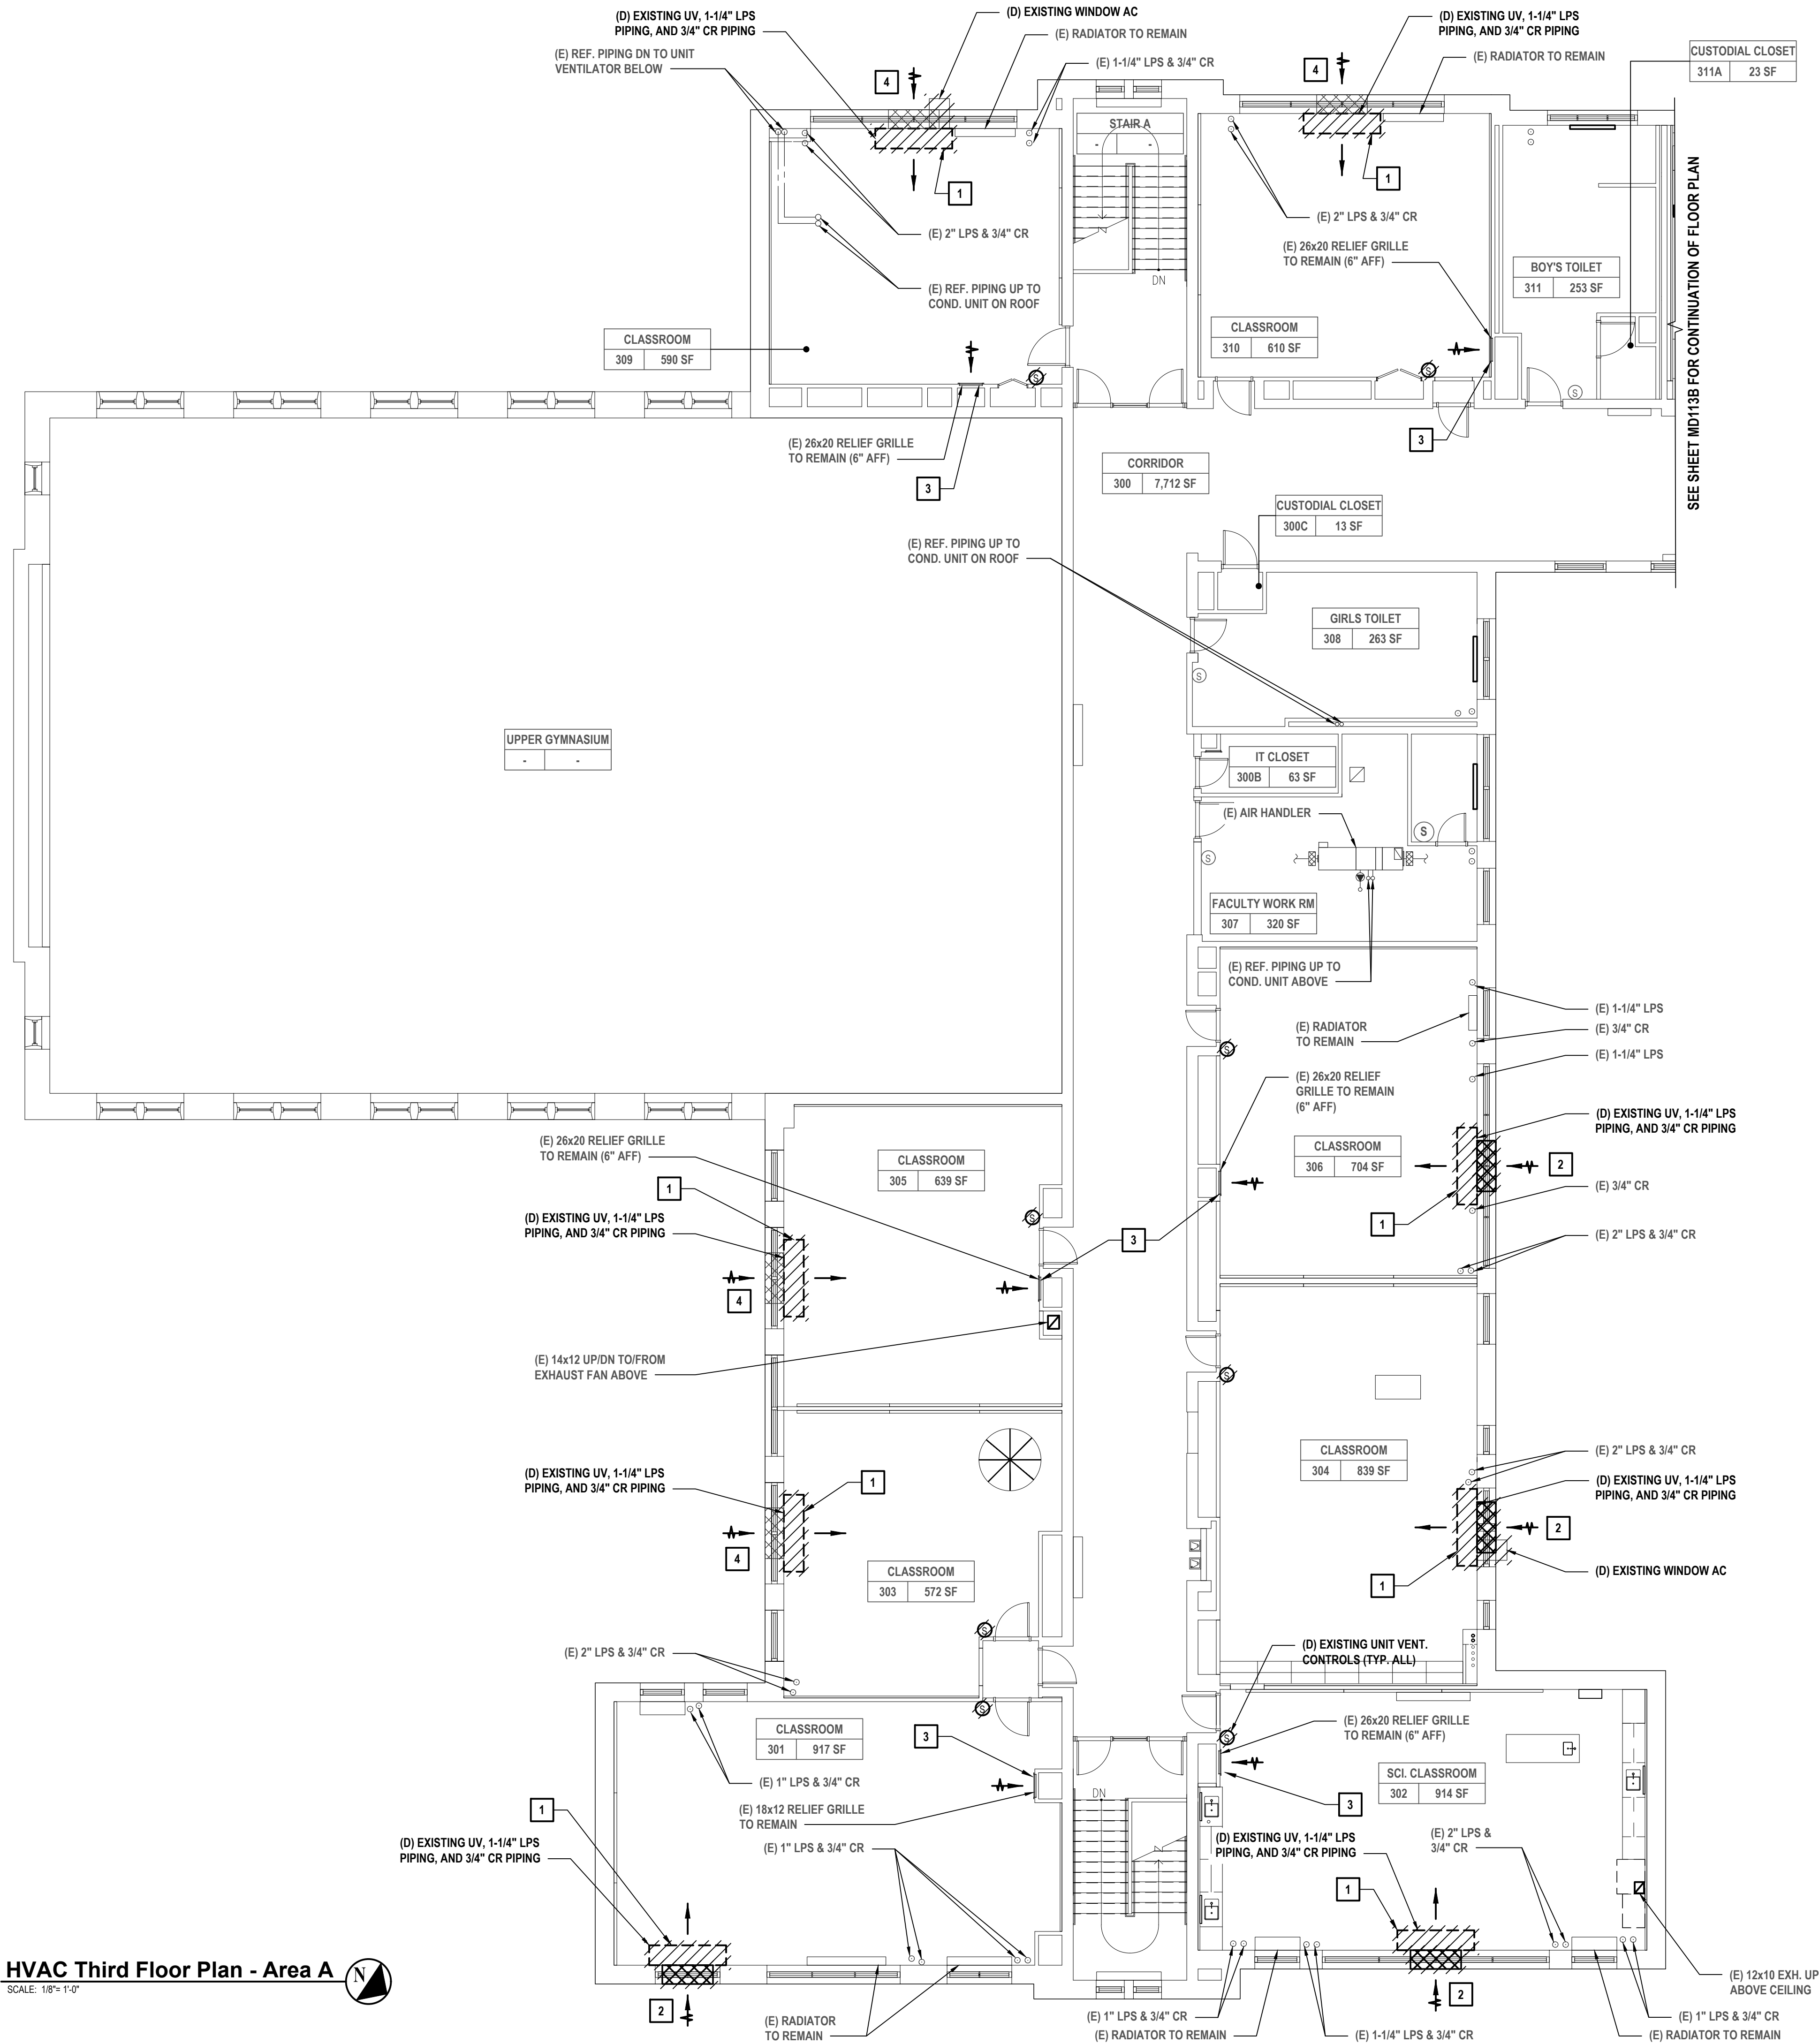 (D) EXISTING UV, 1-1/4" LPS
PIPING, AND 3/4" CR PIPING
(D) EXISTING WINDOW AC
(E) RADIATOR TO REMAIN
(E) REF. PIPING DN TO UNIT
VENTILATOR BELOW
(E) 1-1/4" LPS & 3/4" CR
4
(D) EXISTING UV, 1-1/4" LPS
PIPING, AND 3/4" CR PIPING
(E) RADIATOR TO REMAIN
4
CUSTODIAL CLOSET
311A 23 SF
STAIR A
- -
1
1
(E) 2" LPS & 3/4" CR
(E) 2" LPS & 3/4" CR
(E) 26x20 RELIEF GRILLE
TO REMAIN (6" AFF)
(E) REF. PIPING UP TO
COND. UNIT ON ROOF
DN
BOY'S TOILET
311 253 SF
SEE SHEET MD113B FOR CONTINUATION OF FLOOR PLAN
CLASSROOM
309 590 SF
CLASSROOM
310 610 SF
S
S
S
(E) 26x20 RELIEF GRILLE
TO REMAIN (6" AFF)
3
3
CORRIDOR
300 7,712 SF
CUSTODIAL CLOSET
300C 13 SF
(E) REF. PIPING UP TO
COND. UNIT ON ROOF
GIRLS TOILET
308 263 SF
S
UPPER GYMNASIUM
- -
IT CLOSET
300B 63 SF
(E) AIR HANDLER
S
S
FACULTY WORK RM
307 320 SF
(E) REF. PIPING UP TO
COND. UNIT ABOVE
(E) 1-1/4" LPS
(E) RADIATOR
TO REMAIN
(E) 3/4" CR
S
(E) 1-1/4" LPS
(E) 26x20 RELIEF
GRILLE TO REMAIN
(6" AFF)
(D) EXISTING UV, 1-1/4" LPS
PIPING, AND 3/4" CR PIPING
(E) 26x20 RELIEF GRILLE
TO REMAIN (6" AFF)
CLASSROOM
305 639 SF
CLASSROOM
306 704 SF
2
1
(E) 3/4" CR
(D) EXISTING UV, 1-1/4" LPS
PIPING, AND 3/4" CR PIPING
S
3
1
(E) 2" LPS & 3/4" CR
4
(E) 14x12 UP/DN TO/FROM
EXHAUST FAN ABOVE
S
CLASSROOM
304 839 SF
(E) 2" LPS & 3/4" CR
(D) EXISTING UV, 1-1/4" LPS
PIPING, AND 3/4" CR PIPING
1
(D) EXISTING UV, 1-1/4" LPS
PIPING, AND 3/4" CR PIPING
2
4
CLASSROOM
303 572 SF
(D) EXISTING WINDOW AC
1
S
(E) 2" LPS & 3/4" CR
(D) EXISTING UNIT VENT.
CONTROLS (TYP. ALL)
S
S
CLASSROOM
301 917 SF
3
(E) 26x20 RELIEF GRILLE
TO REMAIN (6" AFF)
(E) 1" LPS & 3/4" CR
SCI. CLASSROOM
302 914 SF
DN
1
(E) 18x12 RELIEF GRILLE
TO REMAIN
3
(D) EXISTING UV, 1-1/4" LPS
PIPING, AND 3/4" CR PIPING
(E) 1" LPS & 3/4" CR
(D) EXISTING UV, 1-1/4" LPS
PIPING, AND 3/4" CR PIPING
(E) 2" LPS &
3/4" CR
1
HVAC Third Floor Plan - Area A
N
SCALE: 1/8"= 1'-0"
2
2
(E) RADIATOR
TO REMAIN
(E) 1" LPS & 3/4" CR
(E) RADIATOR TO REMAIN
(E) 1-1/4" LPS & 3/4" CR
(E) 12x10 EXH. UP
ABOVE CEILING
(E) 1" LPS & 3/4" CR
(E) RADIATOR TO REMAIN